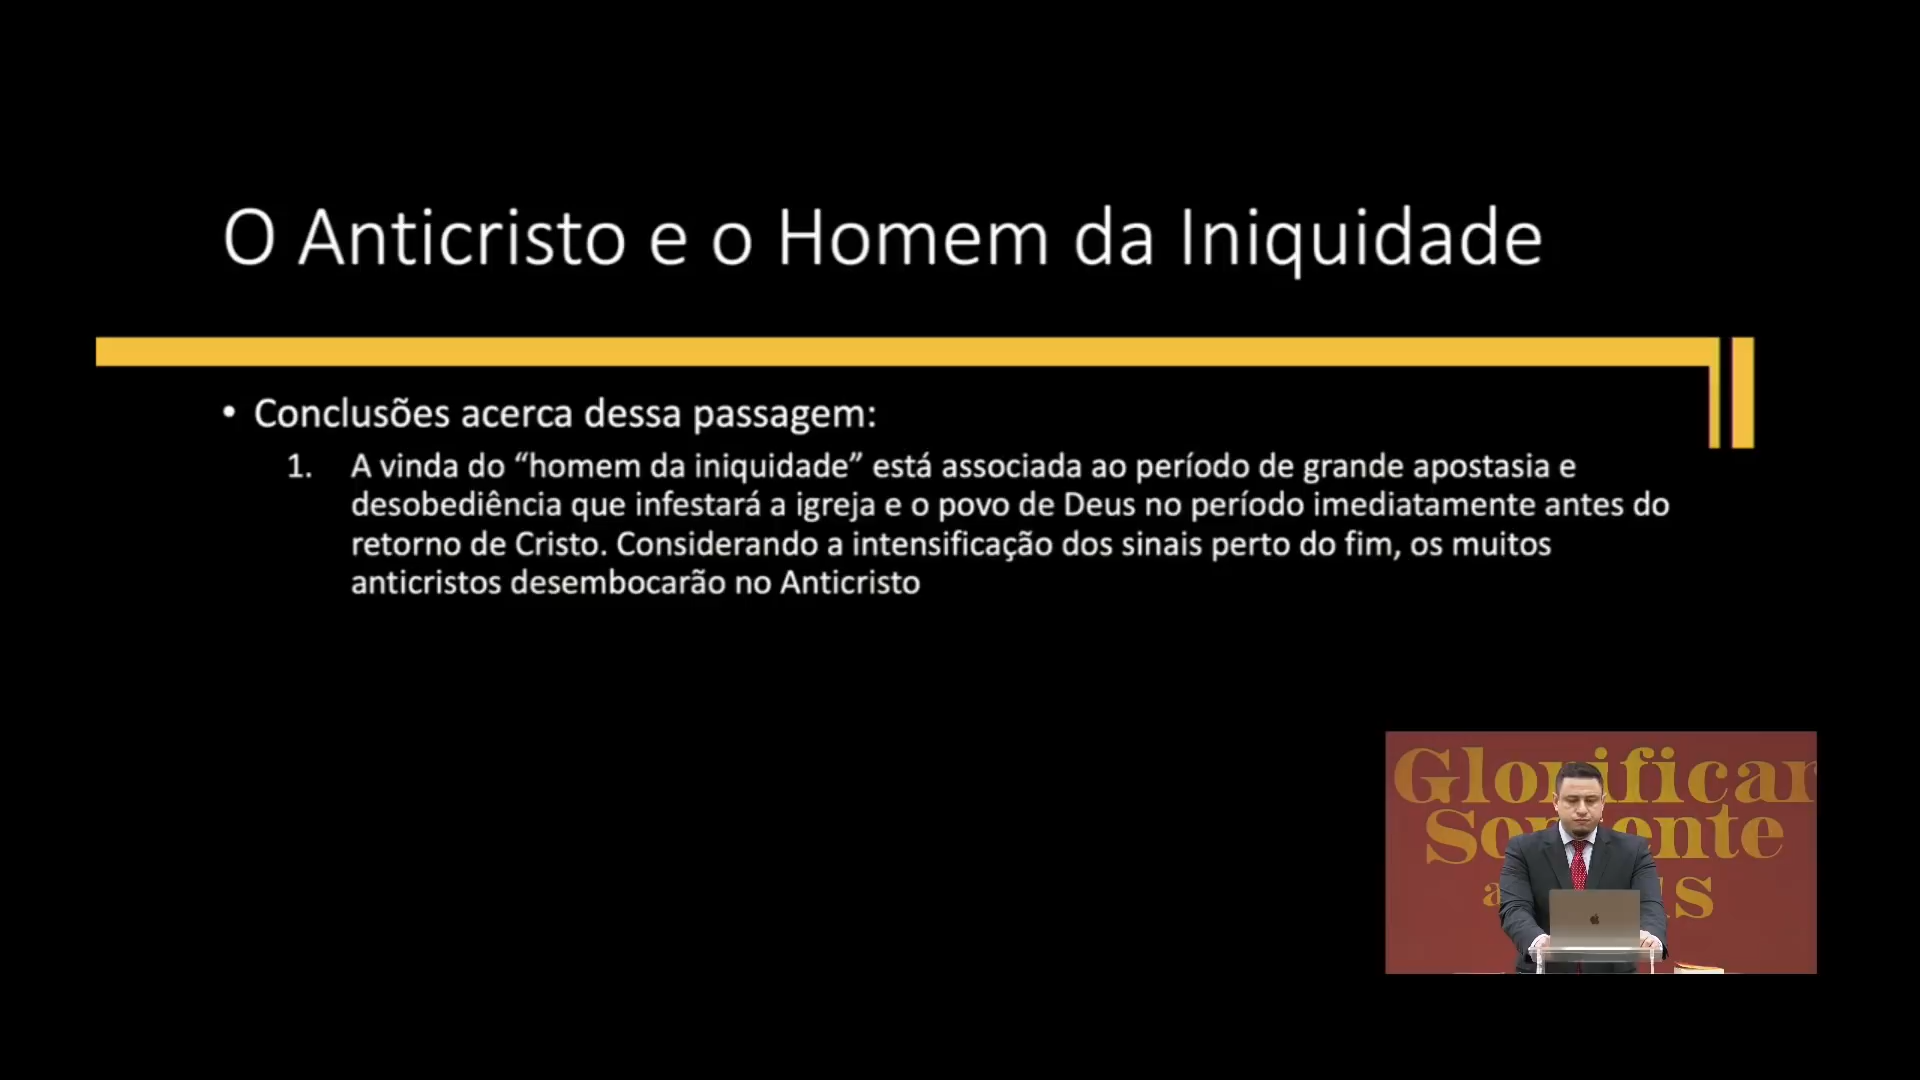 O Anticristo e o Homem da Iniquidade
• Conclusões acerca dessa passagem:
1. A vinda do “homem da iniquidade” está associada ao período de grande apostasia e
desobediência que infestará a igreja e o povo de Deus no período imediatamente antes do
retorno de Cristo. Considerando a intensificação dos sinais perto do fim, os muitos
anticristos desembocarão no Anticristo
Glorificar